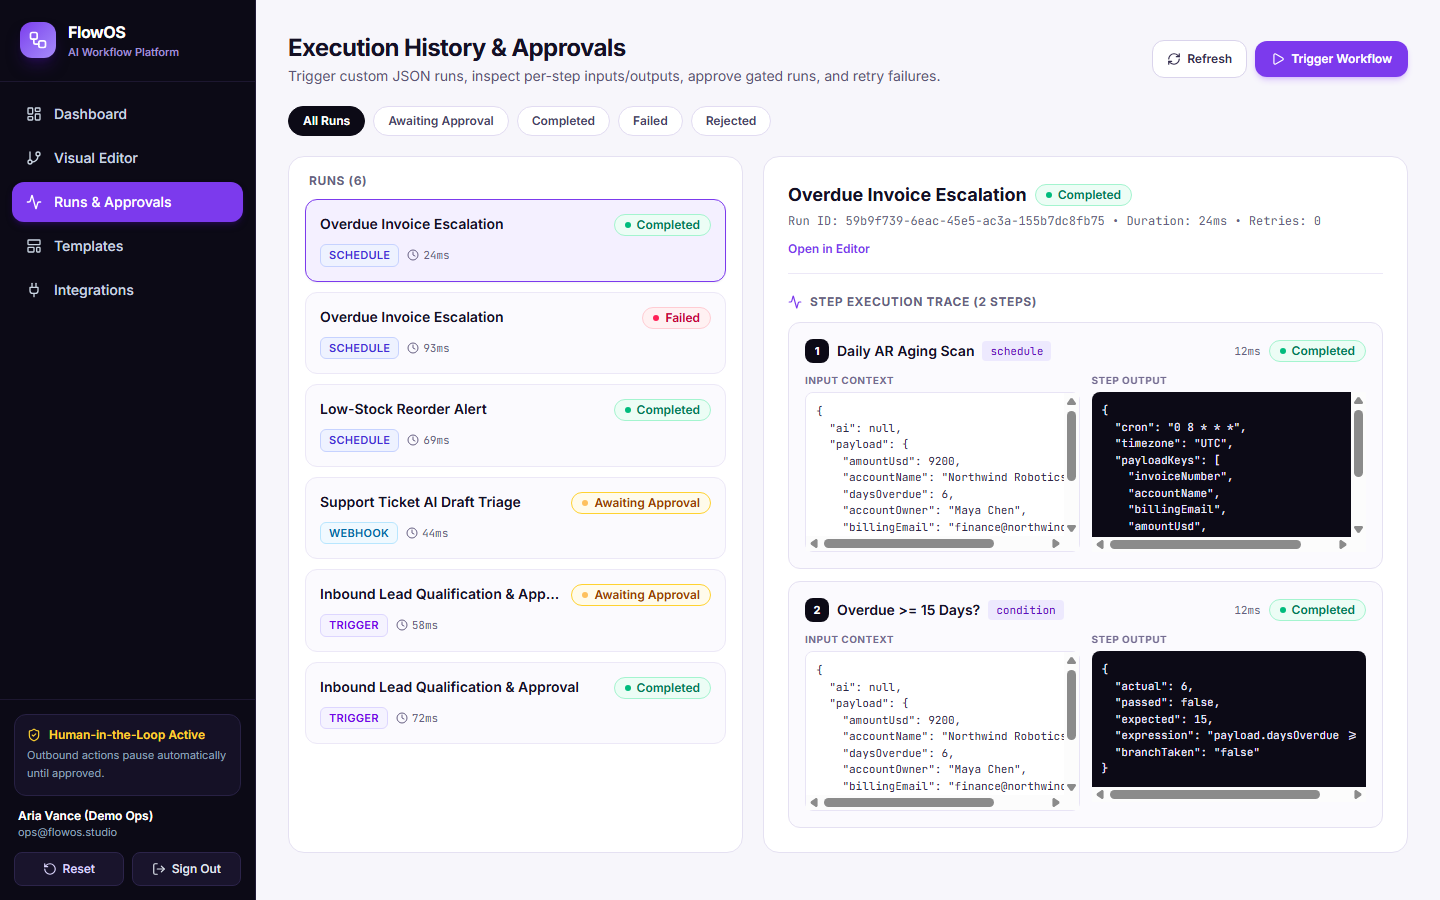 FlowOS
AI Workflow Platform
Dashboard
Visual Editor
Runs & Approvals
Templates
Integrations
Human-in-the-Loop Active
Outbound actions pause automatically
until approved.
Aria Vance (Demo Ops)
ops@flowos.studio
Reset
Sign Out
Execution History & Approvals
Trigger custom JSON runs, inspect per-step inputs/outputs, approve gated runs, and retry failures.
Refresh
Trigger Workflow
All Runs
Awaiting Approval
Completed
Failed
Rejected
RUNS (6)
Overdue Invoice Escalation
Completed
SCHEDULE
24ms
Overdue Invoice Escalation
Failed
SCHEDULE
93ms
Low-Stock Reorder Alert
Completed
SCHEDULE
69ms
Support Ticket AI Draft Triage
Awaiting Approval
WEBHOOK
44ms
Inbound Lead Qualification & App...
Awaiting Approval
TRIGGER
58ms
Inbound Lead Qualification & Approval
Completed
TRIGGER
72ms
Overdue Invoice Escalation
Completed
Run ID: 59b9f739-6eac-45e5-ac3a-155b7dc8fb75 • Duration: 24ms • Retries: 0
Open in Editor
STEP EXECUTION TRACE (2 STEPS)
1
Daily AR Aging Scan
schedule
12ms
Completed
INPUT CONTEXT
{
"ai": null,
"payload": {
"amountUsd": 9200,
"accountName": "Northwind Robotics
"daysOverdue": 6,
"accountOwner": "Maya Chen",
"billingEmail": "finance@northwind
STEP OUTPUT
{
"cron": "0 8 * * *",
"timezone": "UTC",
"payloadKeys": [
"invoiceNumber",
"accountName",
"billingEmail",
"amountUsd",
2
Overdue >= 15 Days?
condition
12ms
Completed
INPUT CONTEXT
{
"ai": null,
"payload": {
"amountUsd": 9200,
"accountName": "Northwind Robotics
"daysOverdue": 6,
"accountOwner": "Maya Chen",
"billingEmail": "finance@northwind
STEP OUTPUT
{
"actual": 6,
"passed": false,
"expected": 15,
"expression": "payload.daysOverdue >=
"branchTaken": "false"
}